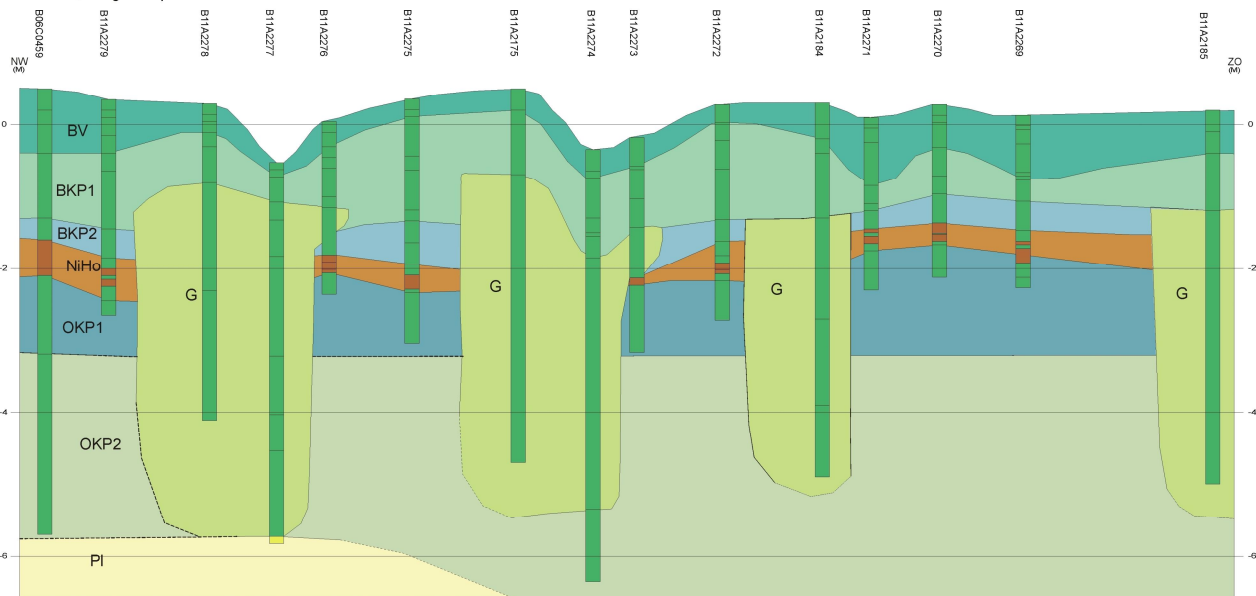 B06C0459
B11A2279
B11A2278
B11A2277
B11A2276
B11A2275
B11A2175
B11A2274
B11A2273
B11A2272
B11A2184
B11A2271
B11A2270
B11A2269
B11A2185
NW
(M)
ZO
(M)
0
0
BV
BKP1
BKP2
-2
-2
NiHo
G
G
G
G
OKP1
-4
-4
OKP2
-6
-6
Pl